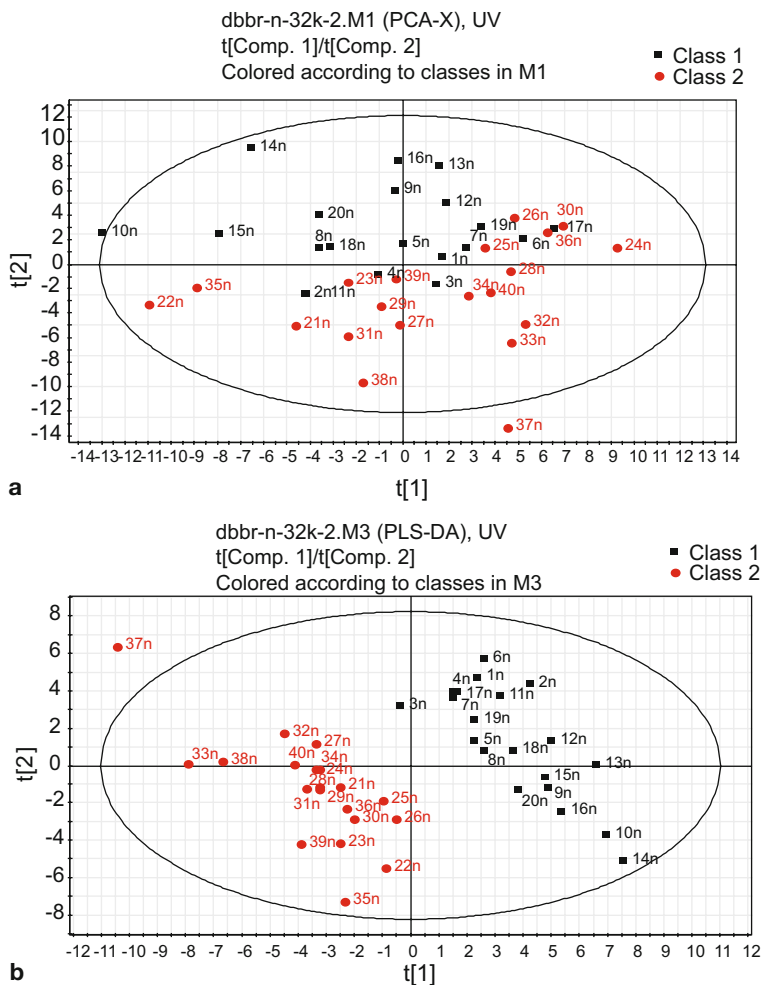 dbbr-n-32k-2.M1 (PCA-X), UV
t[Comp. 1]/t[Comp. 2]
Colored according to classes in M1
Class 1
Class 2
12
10
8
6
4
2
0
-2
-4
-6
-8
-10
-12
-14
t[2]
14n
16n
13n
9n
12n
20n
26n
30n
10n
15n
8n
18n
5n
7n
19n
6n
17n
36n
25n
24n
1n
28n
35n
23n
4n
39n
3n
34n
40n
22n
2n
11n
29n
21n
31n
27n
32n
33n
38n
37n
-14 -13 -12 -11 -10 -9 -8 -7 -6 -5 -4 -3 -2 -1 0 1 2 3 4 5 6 7 8 9 10 11 12 13 14
t[1]
a
dbbr-n-32k-2.M3 (PLS-DA), UV
t[Comp. 1]/t[Comp. 2]
Colored according to classes in M3
Class 1
Class 2
8
6
4
2
0
-2
-4
-6
-8
t[2]
37n
6n
4n
1n
2n
17n
11n
7n
3n
19n
32n
27n
5n
12n
33n
38n
40n
34n
8n
18n
13n
24n
28n
21n
15n
31n
29n
25n
9n
20n
36n
30n
26n
16n
39n
23n
10n
22n
14n
35n
-12 -11 -10 -9 -8 -7 -6 -5 -4 -3 -2 -1 0 1 2 3 4 5 6 7 8 9 10 11 12
t[1]
b